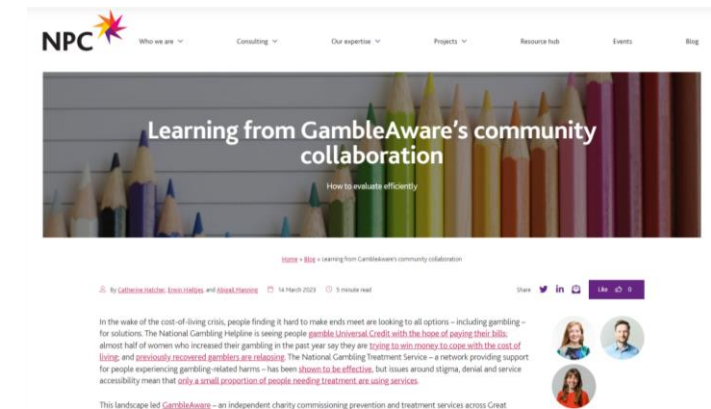 NPC
Who we are
Consulting
Our expertise
Projects
Resource hub
Events
Blog
Learning from GambleAware's community
collaboration
How to evaluate efficiently
Home » Blog » Learning from GambleAware's community collaboration
By Catherine Hatcher, Erwin Hieltjes, and Abigail Manning 14 March 2023 5 minute read
Share Like 0
In the wake of the cost-of-living crisis, people finding it hard to make ends meet are looking to all options – including gambling –
for solutions. The National Gambling Helpline is seeing people gamble Universal Credit with the hope of paying their bills;
almost half of women who increased their gambling in the past year say they are trying to win money to cope with the cost of
living; and previously recovered gamblers are relapsing. The National Gambling Treatment Service – a network providing support
for people experiencing gambling-related harms – has been shown to be effective, but issues around stigma, denial and service
accessibility mean that only a small proportion of people needing treatment are using services.
This landscape led GambleAware – an independent charity commissioning prevention and treatment services across Great